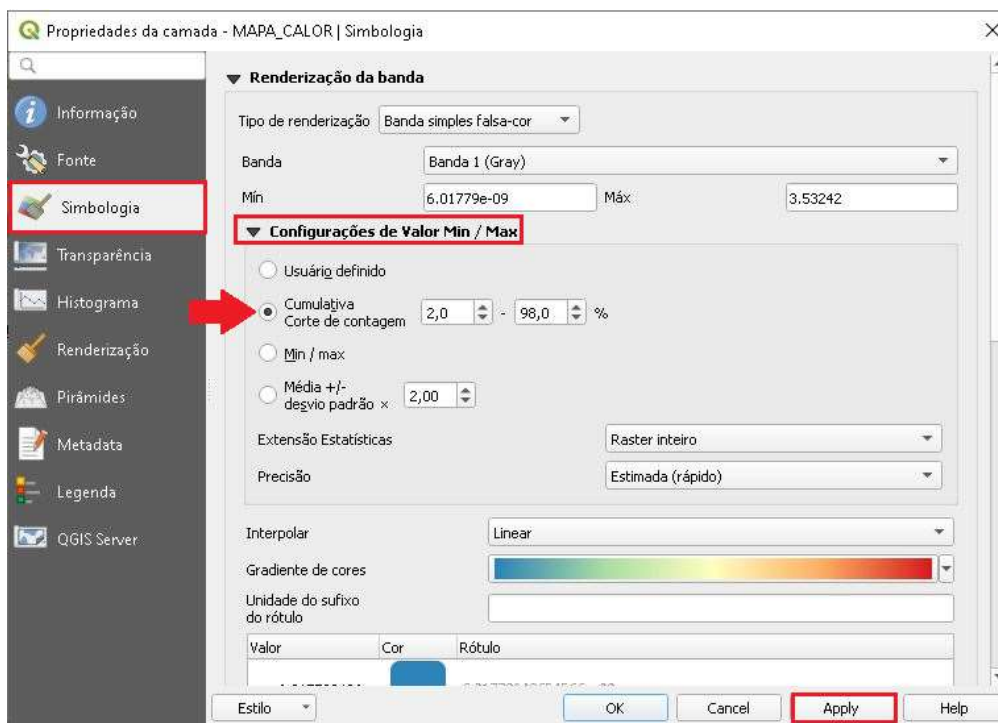 Propriedades da camada - MAPA_CALOR | Simbologia
Informação
Fonte
Simbologia
Transparência
Histograma
Renderização
Pirâmides
Metadata
Legenda
QGIS Server
Renderização da banda
Tipo de renderização Banda simples falsa-cor
Banda Banda 1 (Gray)
Mín 6.01779e-09 Máx 3.53242
Configurações de Valor Min / Max
Usuário definido
Cumulativa
Corte de contagem 2,0 - 98,0 %
Min / max
Média +/-
desvio padrão × 2,00
Extensão Estatísticas Raster inteiro
Precisão Estimada (rápido)
Interpolar Linear
Gradiente de cores
Unidade do sufixo
do rótulo
Valor Cor Rótulo
Estilo OK Cancel Apply Help